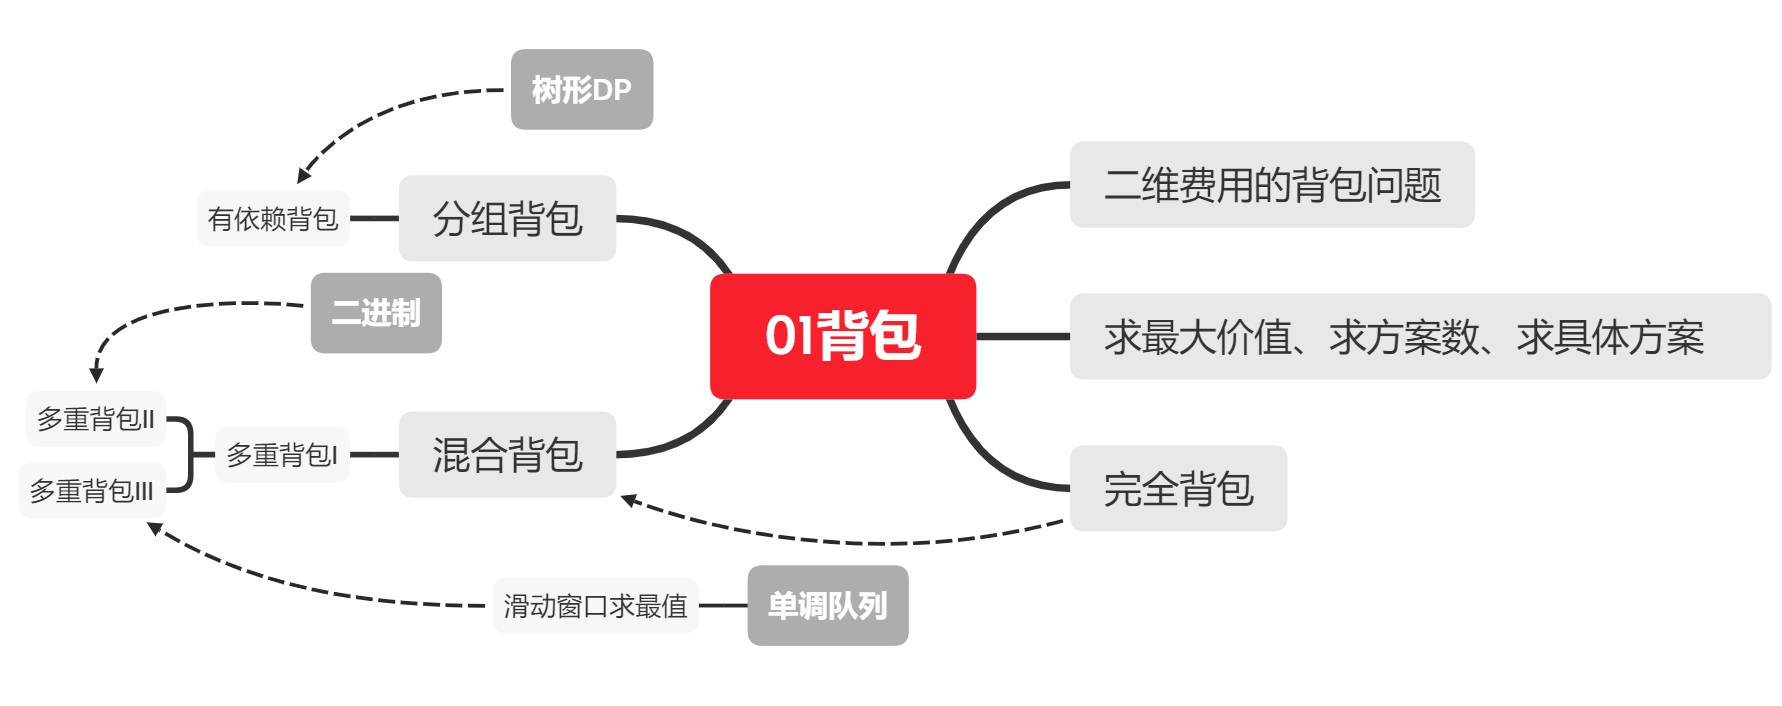 树形DP
二维费用的背包问题
有依赖背包
分组背包
二进制
01背包
求最大价值、求方案数、求具体方案
多重背包II
多重背包I
混合背包
多重背包III
完全背包
滑动窗口求最值
单调队列